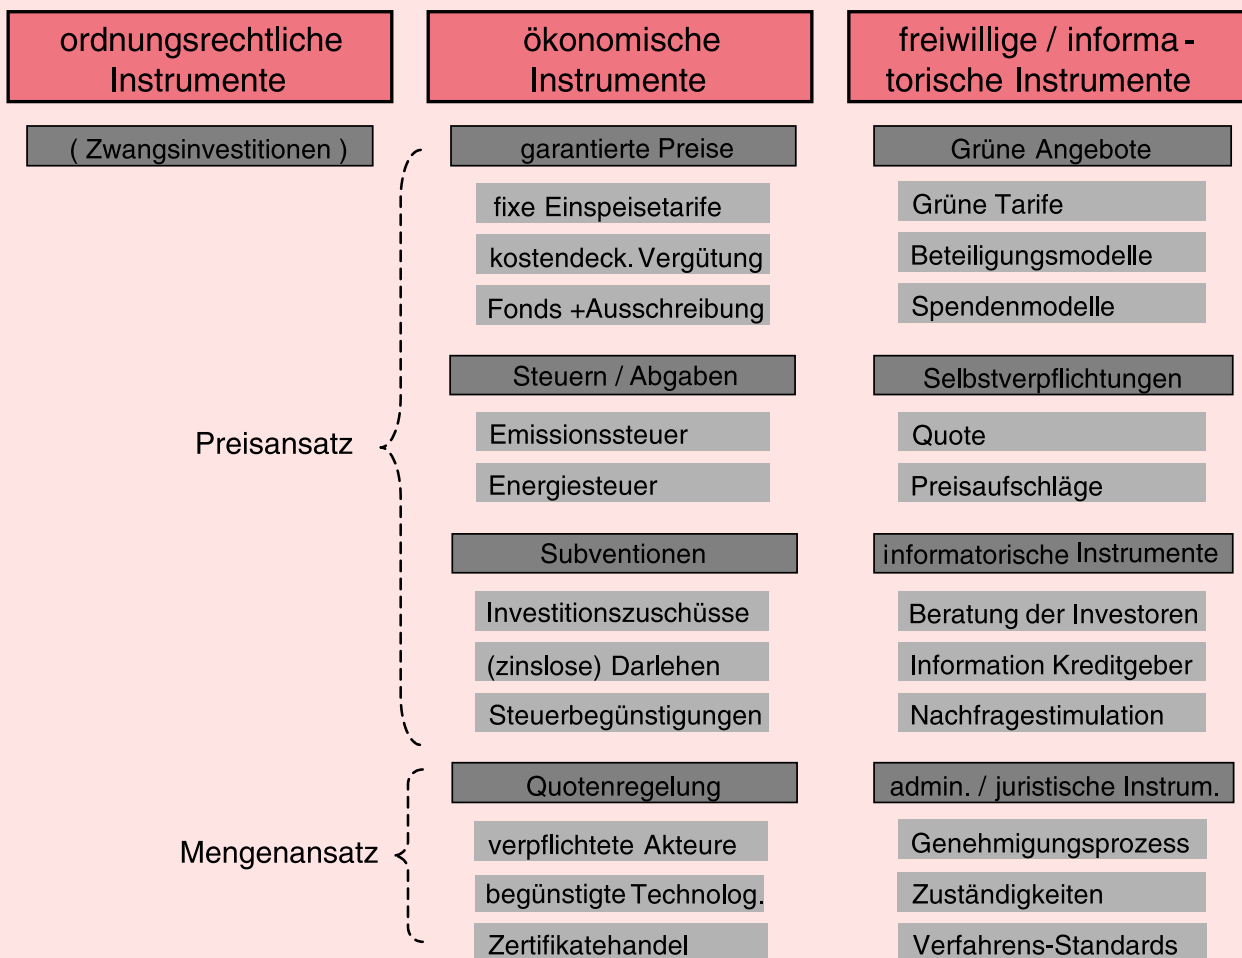 ordnungsrechtliche
Instrumente
( Zwangsinvestitionen )
Preisansatz
Mengenansatz
ökonomische
Instrumente
garantierte Preise
fixe Einspeisetarife
kostendeck. Vergütung
Fonds +Ausschreibung
Steuern / Abgaben
Emissionssteuer
Energiesteuer
Subventionen
Investitionszuschüsse
(zinslose) Darlehen
Steuerbegünstigungen
Quotenregelung
verpflichtete Akteure
begünstigte Technolog.
Zertifikatehandel
freiwillige / informa-
torische Instrumente
Grüne Angebote
Grüne Tarife
Beteiligungsmodelle
Spendenmodelle
Selbstverpflichtungen
Quote
Preisaufschläge
informatorische Instrumente
Beratung der Investoren
Information Kreditgeber
Nachfragestimulation
admin. / juristische Instrum.
Genehmigungsprozess
Zuständigkeiten
Verfahrens-Standards